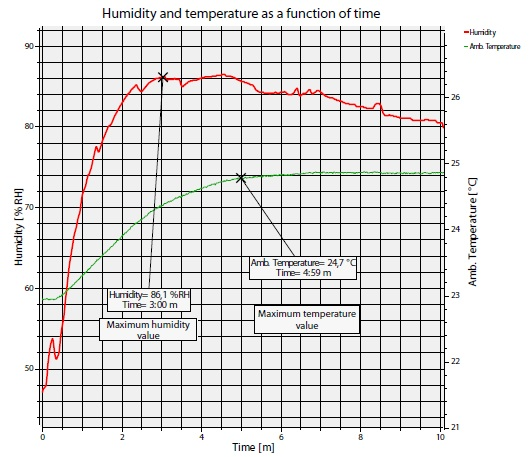 Humidity and temperature as a function of time
Humidity
Amb. Temperature
90
80
70
60
50
Humidity [%RH]
26
25
24
23
22
21
Amb. Temperature [°C]
Amb. Temperature= 24,7 °C
Time= 4:59 m
Humidity= 86,1 %RH
Time= 3:00 m
Maximum temperature
value
Maximum humidity
value
0
2
4
6
8
10
Time [m]